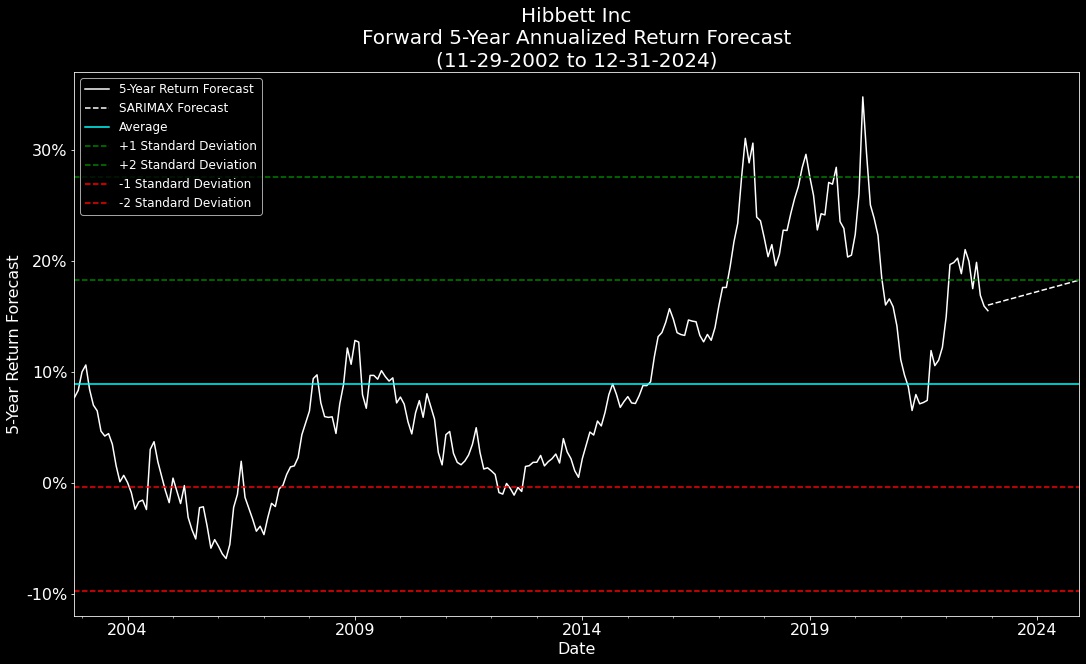 Hibbett Inc
Forward 5-Year Annualized Return Forecast
(11-29-2002 to 12-31-2024)
5-Year Return Forecast
SARIMAX Forecast
Average
+1 Standard Deviation
+2 Standard Deviation
-1 Standard Deviation
-2 Standard Deviation
5-Year Return Forecast
30%
20%
10%
0%
-10%
2004
2009
2014
2019
2024
Date